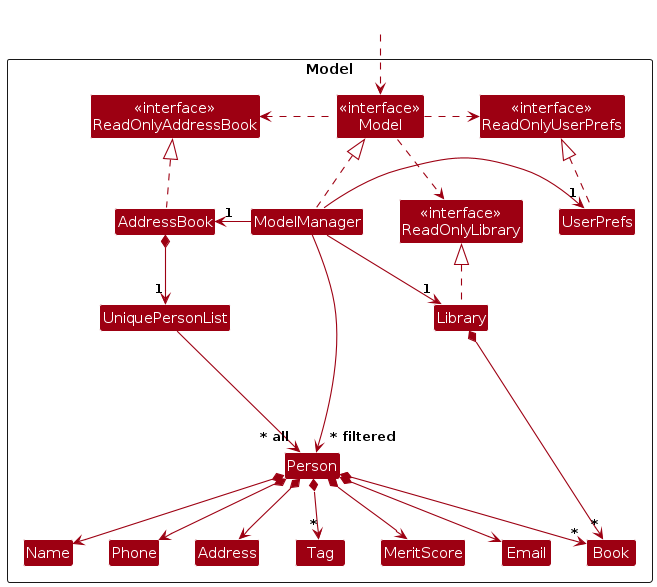 Model
«interface»
ReadOnlyAddressBook
«interface»
Model
«interface»
ReadOnlyUserPrefs
AddressBook
1
ModelManager
«interface»
ReadOnlyLibrary
1
UserPrefs
1
UniquePersonList
1
Library
* all
* filtered
Person
*
*
*
Name
Phone
Address
Tag
MeritScore
Email
Book